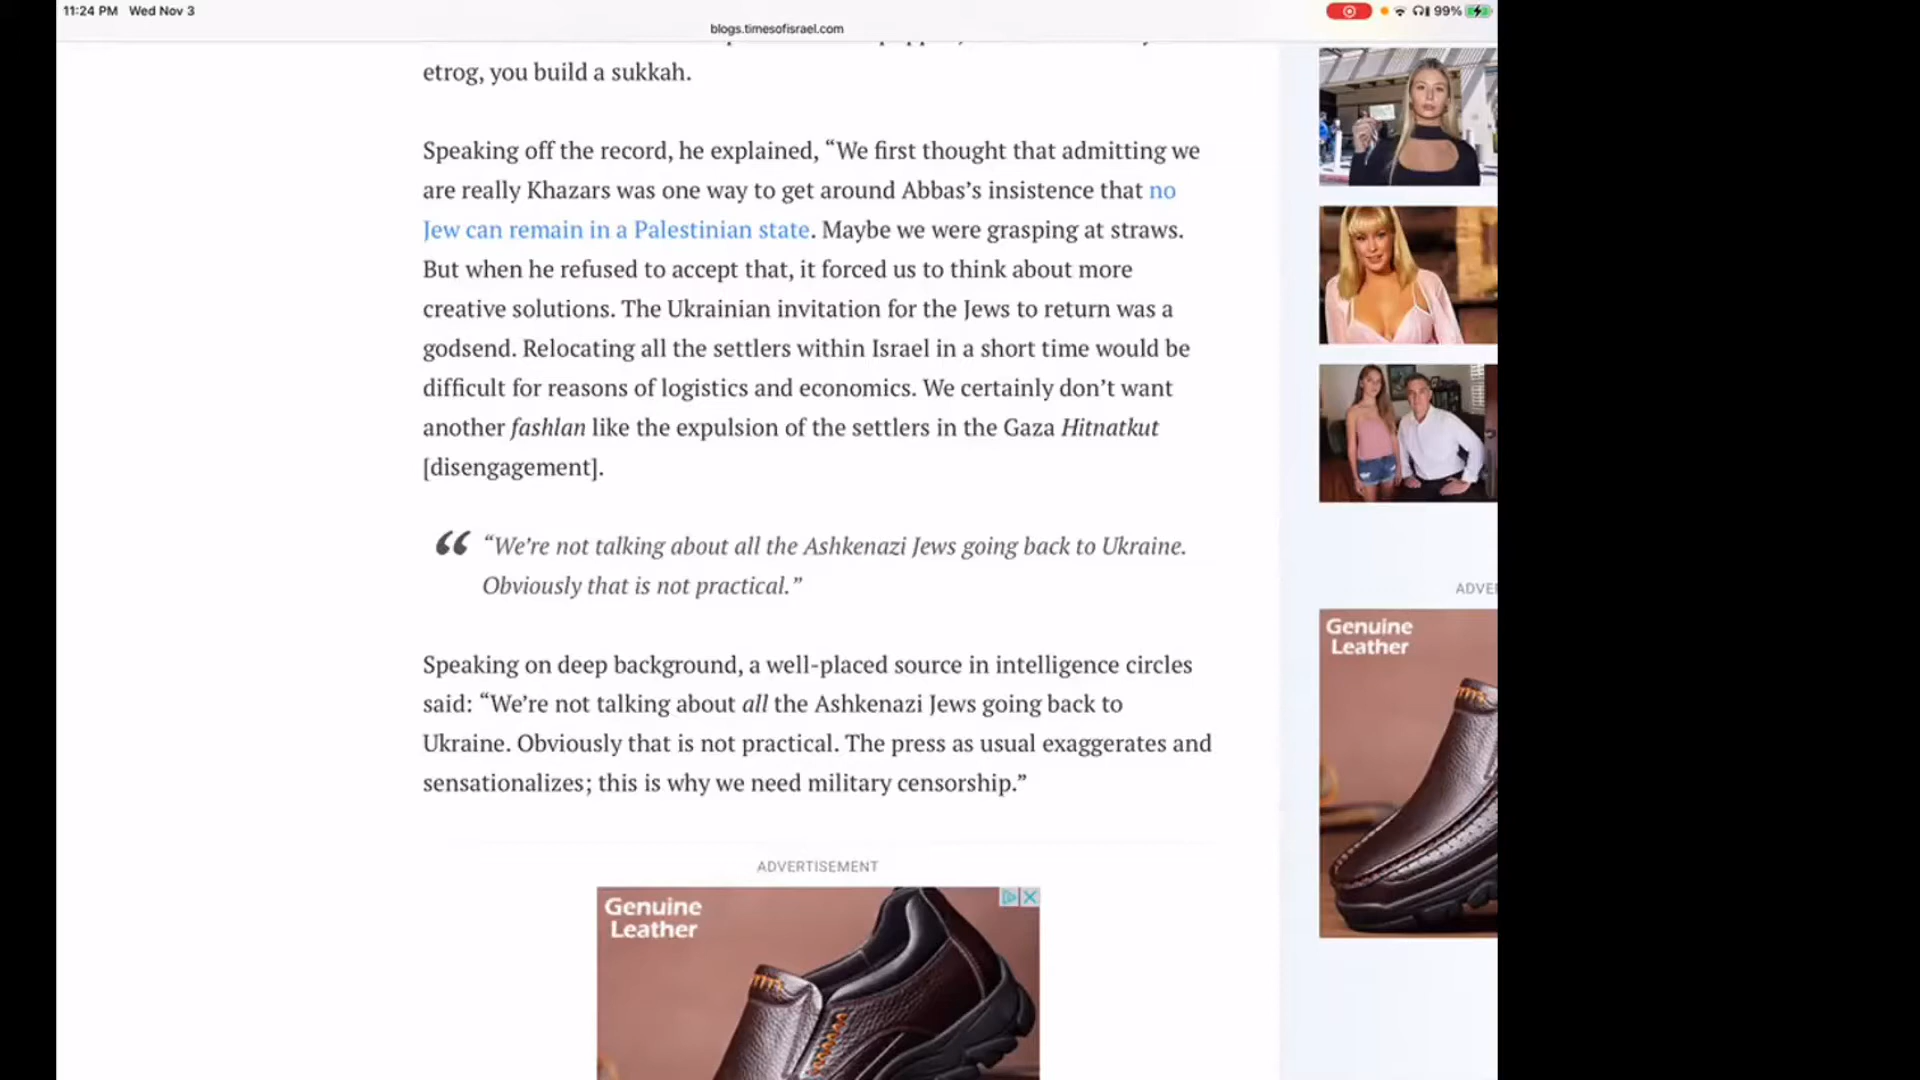 11:24 PM Wed Nov 3
99%
blogs.timesofisrael.com
etrog, you build a sukkah.
Speaking off the record, he explained, “We first thought that admitting we
are really Khazars was one way to get around Abbas’s insistence that no
Jew can remain in a Palestinian state. Maybe we were grasping at straws.
But when he refused to accept that, it forced us to think about more
creative solutions. The Ukrainian invitation for the Jews to return was a
godsend. Relocating all the settlers within Israel in a short time would be
difficult for reasons of logistics and economics. We certainly don’t want
another fashlan like the expulsion of the settlers in the Gaza Hitnatkut
[disengagement].
“ “We’re not talking about all the Ashkenazi Jews going back to Ukraine.
Obviously that is not practical.”
Speaking on deep background, a well-placed source in intelligence circles
said: “We’re not talking about all the Ashkenazi Jews going back to
Ukraine. Obviously that is not practical. The press as usual exaggerates and
sensationalizes; this is why we need military censorship.”
ADVERTISEMENT
Genuine
Leather
ADVE
Genuine
Leather